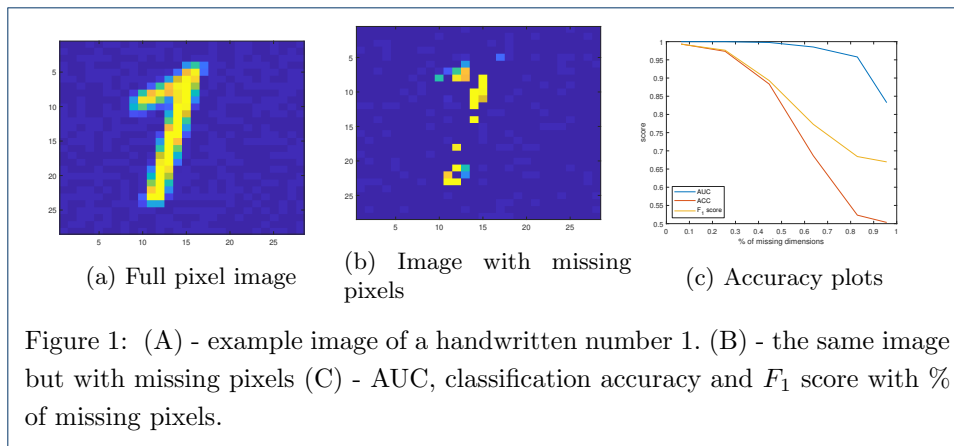 5
10
15
20
25
5 10 15 20 25
(a) Full pixel image
5
10
15
20
25
5 10 15 20 25
(b) Image with missing
pixels
1
0.95
0.9
0.85
0.8
0.75
0.7
0.65
0.6
0.55
0.5
score
AUC
ACC
F1 score
0 0.1 0.2 0.3 0.4 0.5 0.6 0.7 0.8 0.9 1
% of missing dimensions
(c) Accuracy plots
Figure 1: (A) - example image of a handwritten number 1. (B) - the same image
but with missing pixels (C) - AUC, classification accuracy and F1 score with %
of missing pixels.